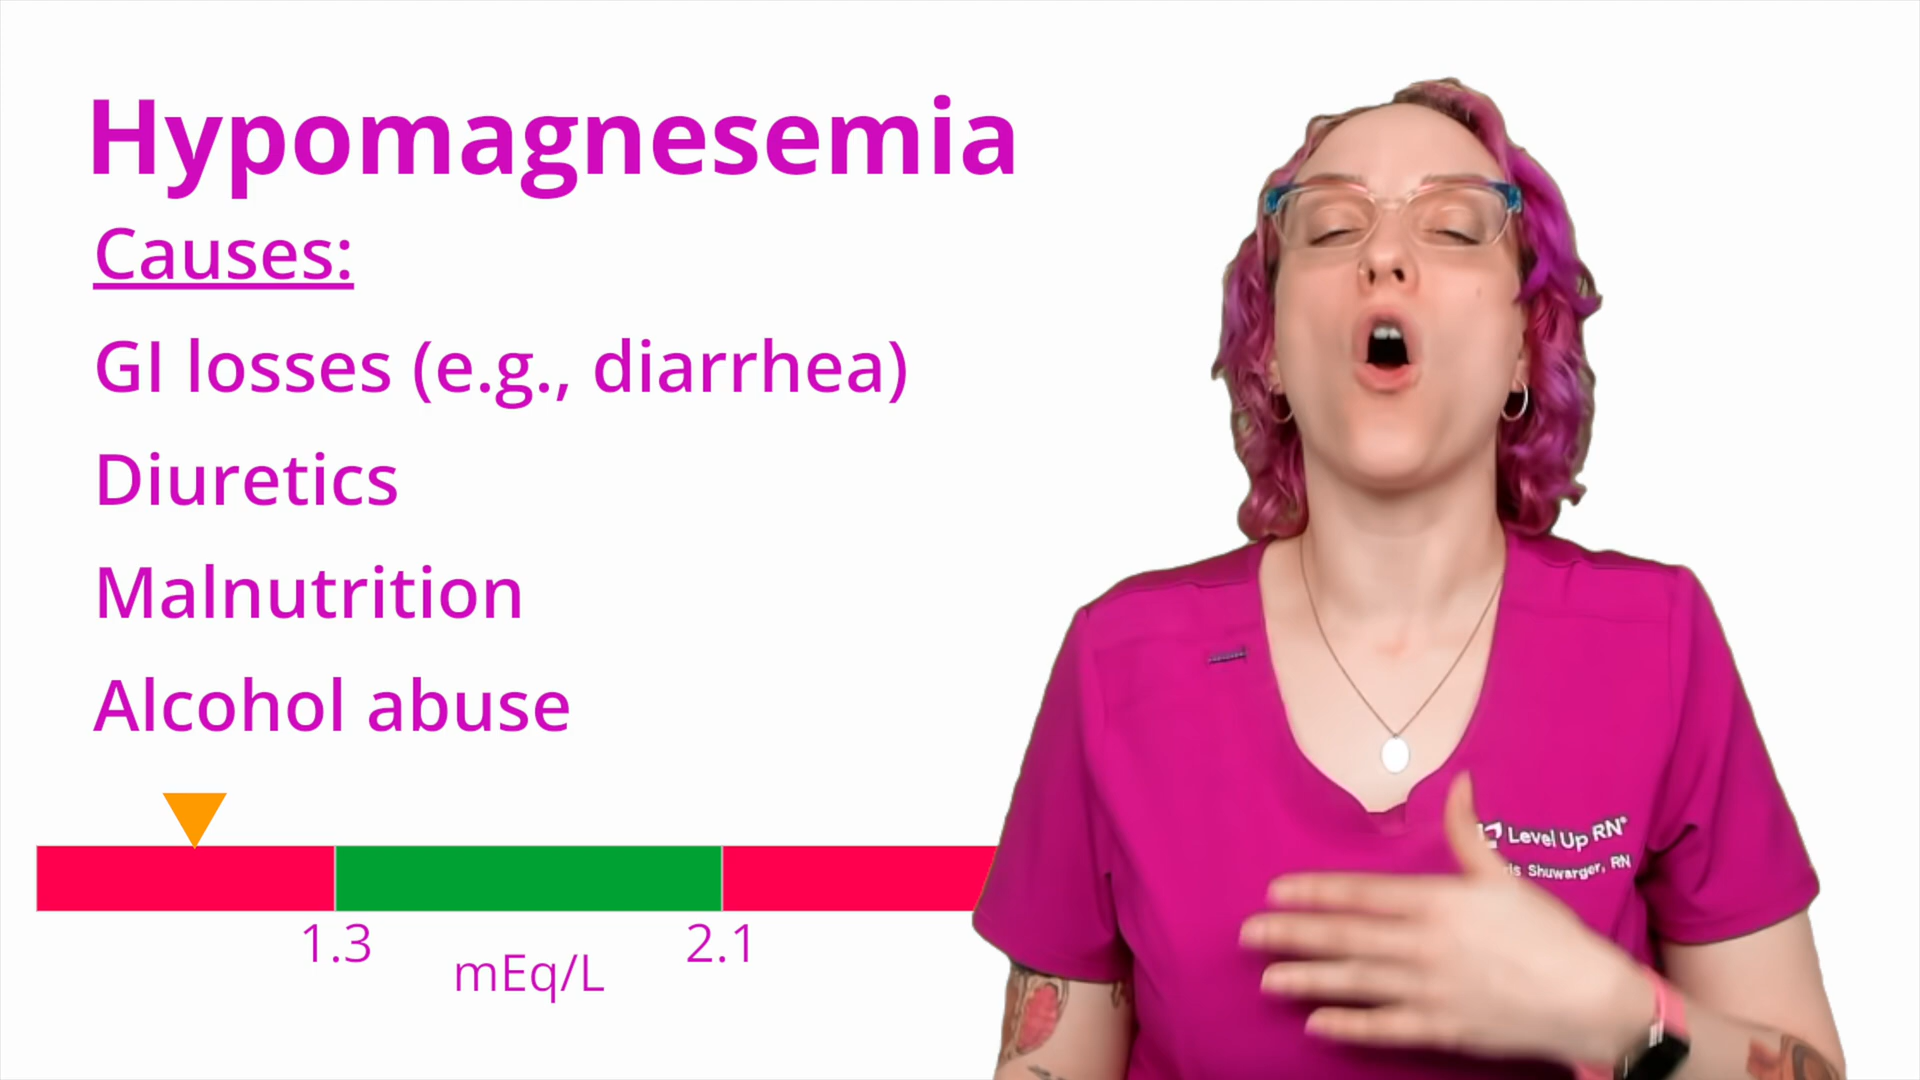 Hypomagnesemia
Causes:
GI losses (e.g., diarrhea)
Diuretics
Malnutrition
Alcohol abuse
1.3
2.1
mEq/L
Level Up RN®
Shuwarger, RN